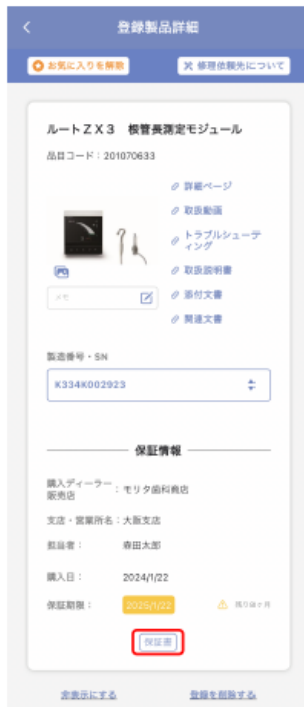 登録製品詳細
お気に入りを解除
修理依頼先について
ルートZX3 根管長測定モジュール
品目コード：201070633
詳細ページ
取扱動画
トラブルシューテ
ィング
取扱説明書
添付文書
関連文書
メモ
製造番号・SN
K334K002923
保証情報
購入ディーラー
販売店
：モリタ歯科商店
支店・営業所名：大阪支店
担当者：
森田太郎
購入日：
2024/1/22
保証期限：
2025/1/22
保証書
非表示にする
登録を削除する